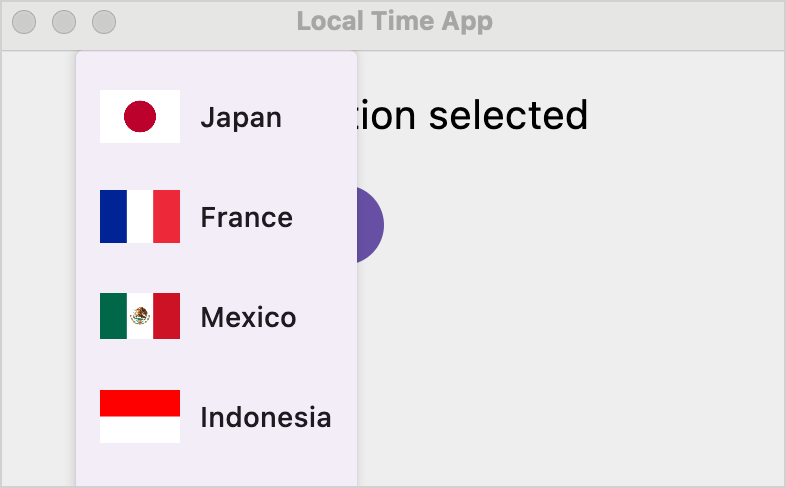 Local Time App
Japan
tion selected
France
Mexico
Indonesia